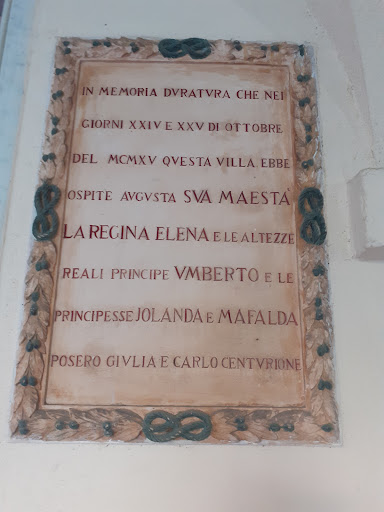 IN MEMORIA DVRATVRA CHE NEI
GIORNI XXIV E XXV DI OTTOBRE
DEL MCMXV QVESTA VILLA EBBE
OSPITE AVGVSTA SVA MAESTÀ
LA REGINA ELENA E LE ALTEZZE
REALI PRINCIPE VMBERTO E LE
PRINCIPESSE JOLANDA E MAFALDA
POSERO GIVLIA E CARLO CENTVRIONE